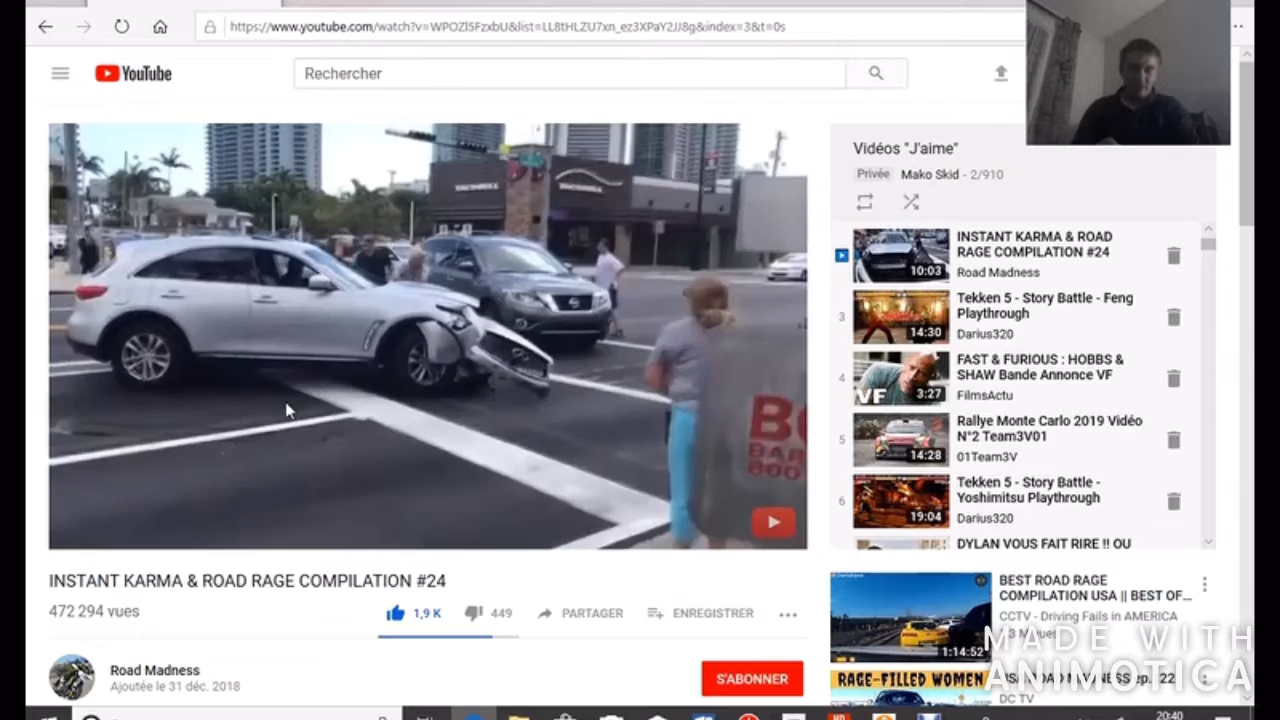 https://www.youtube.com/watch?v=WPOZl5FzxbU&list=LL8tHLZU7xn_ez3XPaY2JJ8g&index=3&t=0s
YouTube
Rechercher
Vidéos "J'aime"
Privée Mako Skid - 2/910
INSTANT KARMA & ROAD
RAGE COMPILATION #24
10:03
Road Madness
3
Tekken 5 - Story Battle - Feng
Playthrough
14:30
Darius320
4
FAST & FURIOUS : HOBBS &
SHAW Bande Annonce VF
VF
3:27
FilmsActu
5
Rallye Monte Carlo 2019 Vidéo
N°2 Team3V01
14:28
01Team3V
6
Tekken 5 - Story Battle -
Yoshimitsu Playthrough
19:04
Darius320
DYLAN VOUS FAIT RIRE !! OU
BAR
INSTANT KARMA & ROAD RAGE COMPILATION #24
472 294 vues
1,9 K 449 PARTAGER ENREGISTRER
Road Madness
Ajoutée le 31 déc. 2018
S'ABONNER
BEST ROAD RAGE
COMPILATION USA || BEST OF...
CCTV - Driving Fails in AMERICA
1:14:52
RAGE-FILLED WOMEN
DC TV
MADE WITH
ANIMOTICA
20:40